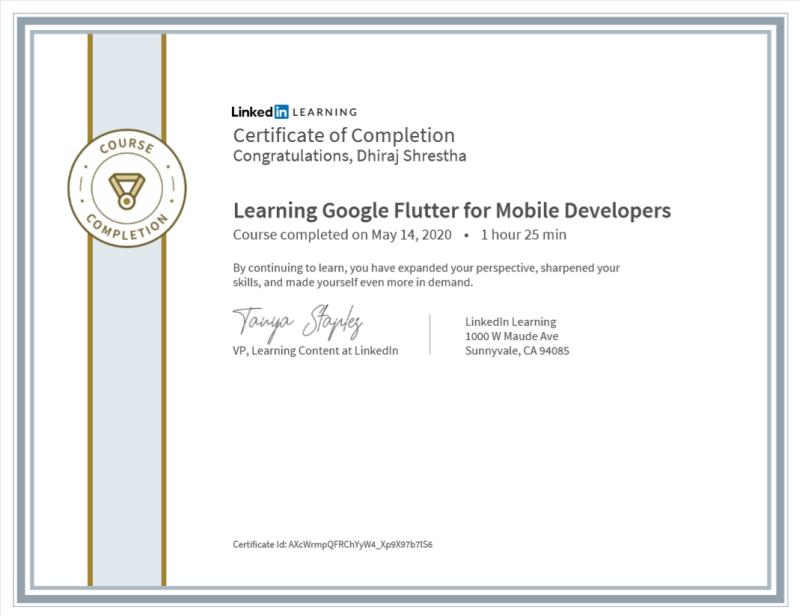 COURSE
COMPLETION
Linked in LEARNING
Certificate of Completion
Congratulations, Dhiraj Shrestha
Learning Google Flutter for Mobile Developers
Course completed on May 14, 2020 • 1 hour 25 min
By continuing to learn, you have expanded your perspective, sharpened your
skills, and made yourself even more in demand.
Tanya Staples
VP, Learning Content at LinkedIn
LinkedIn Learning
1000 W Maude Ave
Sunnyvale, CA 94085
Certificate Id: AXcWrmpQFRChYyW4_Xp9X97b7lS6